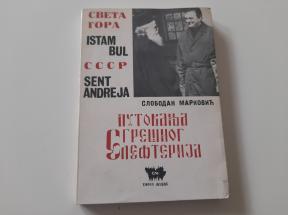 СВЕТА
ГОРА
ISTAM
BUL
СССР
SENT
ANDREJA
СЛОБОДАН МАРКОВИЋ
ПУТОВАЊА
ГРЕШНОГ
ЕЛЕФТЕРИЈА